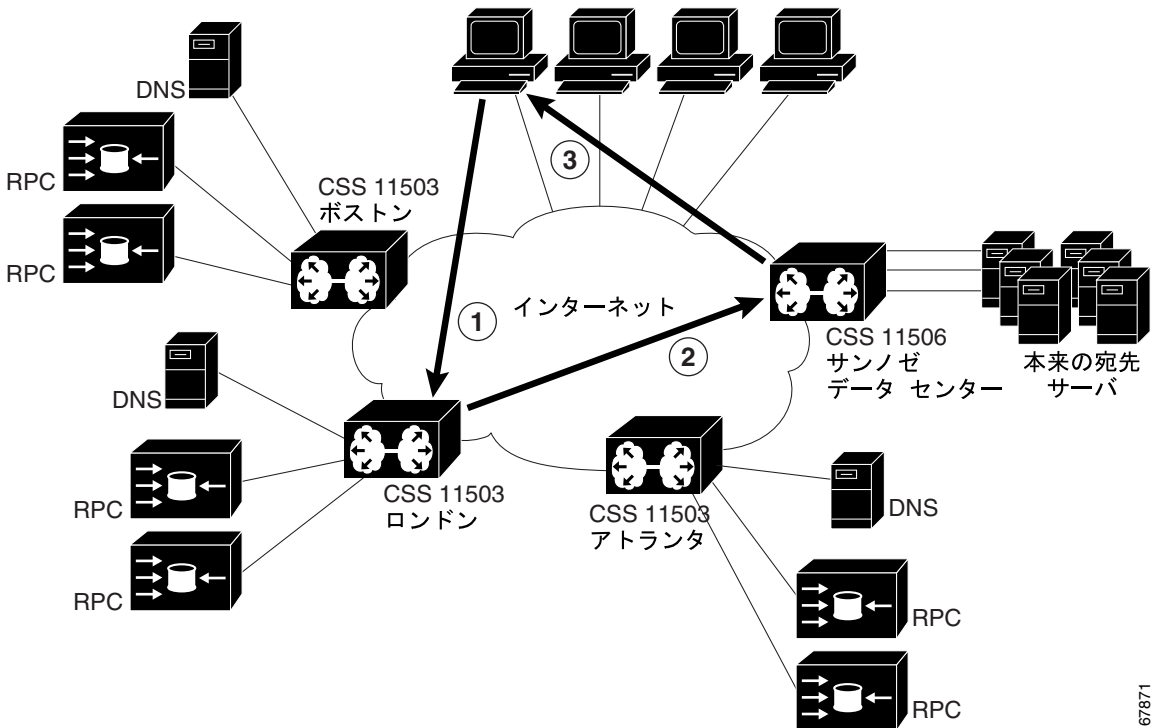 DNS
RPC
RPC
CSS 11503
ボストン
3
1
インターネット
2
CSS 11506
サンノゼ
データ センター
本来の宛先
サーバ
DNS
RPC
RPC
CSS 11503
ロンドン
CSS 11503
アトランタ
DNS
RPC
RPC
67871